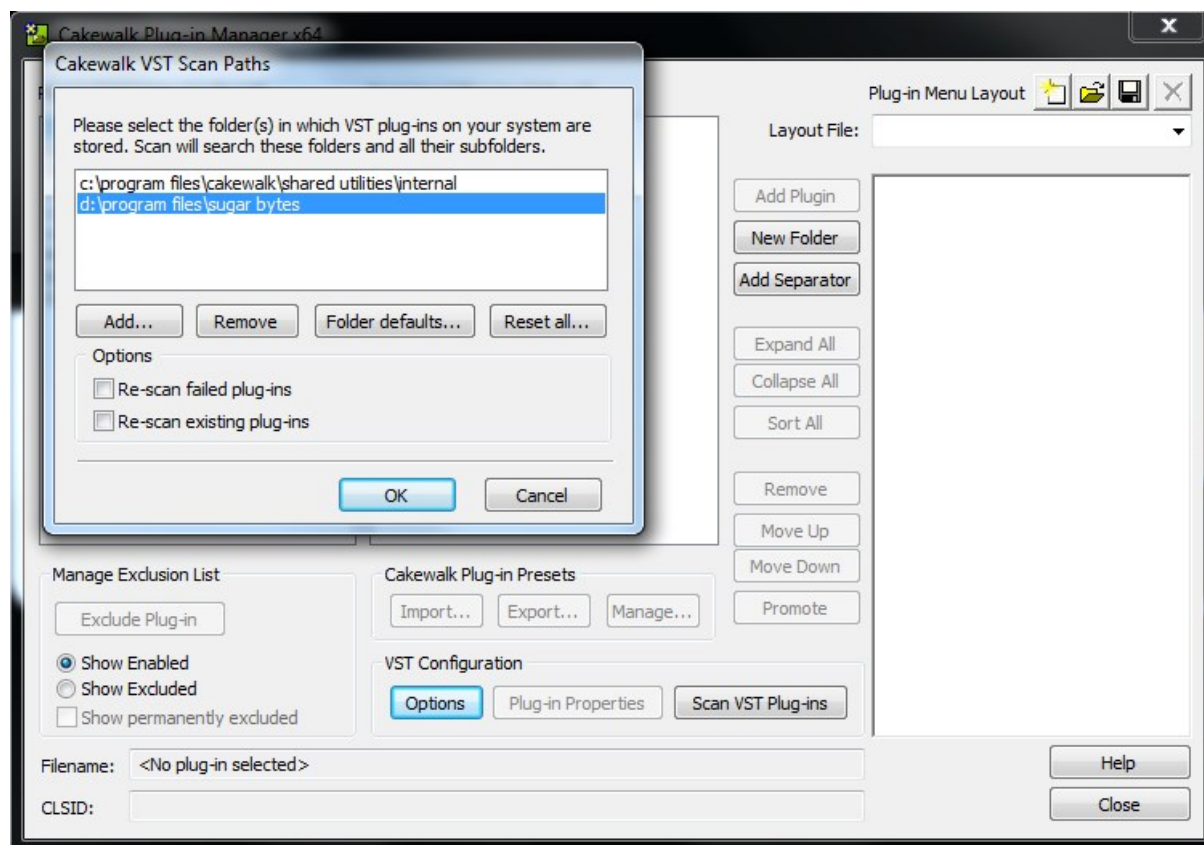 Cakewalk Plug-in Manager x64
Cakewalk VST Scan Paths
Please select the folder(s) in which VST plug-ins on your system are
stored. Scan will search these folders and all their subfolders.
c:\program files\cakewalk\shared utilities\internal
d:\program files\sugar bytes
Add...
Remove
Folder defaults...
Reset all...
Options
Re-scan failed plug-ins
Re-scan existing plug-ins
OK
Cancel
Plug-in Menu Layout
Layout File:
Add Plugin
New Folder
Add Separator
Expand All
Collapse All
Sort All
Remove
Move Up
Move Down
Promote
Manage Exclusion List
Exclude Plug-in
Show Enabled
Show Excluded
Show permanently excluded
Cakewalk Plug-in Presets
Import...
Export...
Manage...
VST Configuration
Options
Plug-in Properties
Scan VST Plug-ins
Filename:
<No plug-in selected>
CLSID:
Help
Close